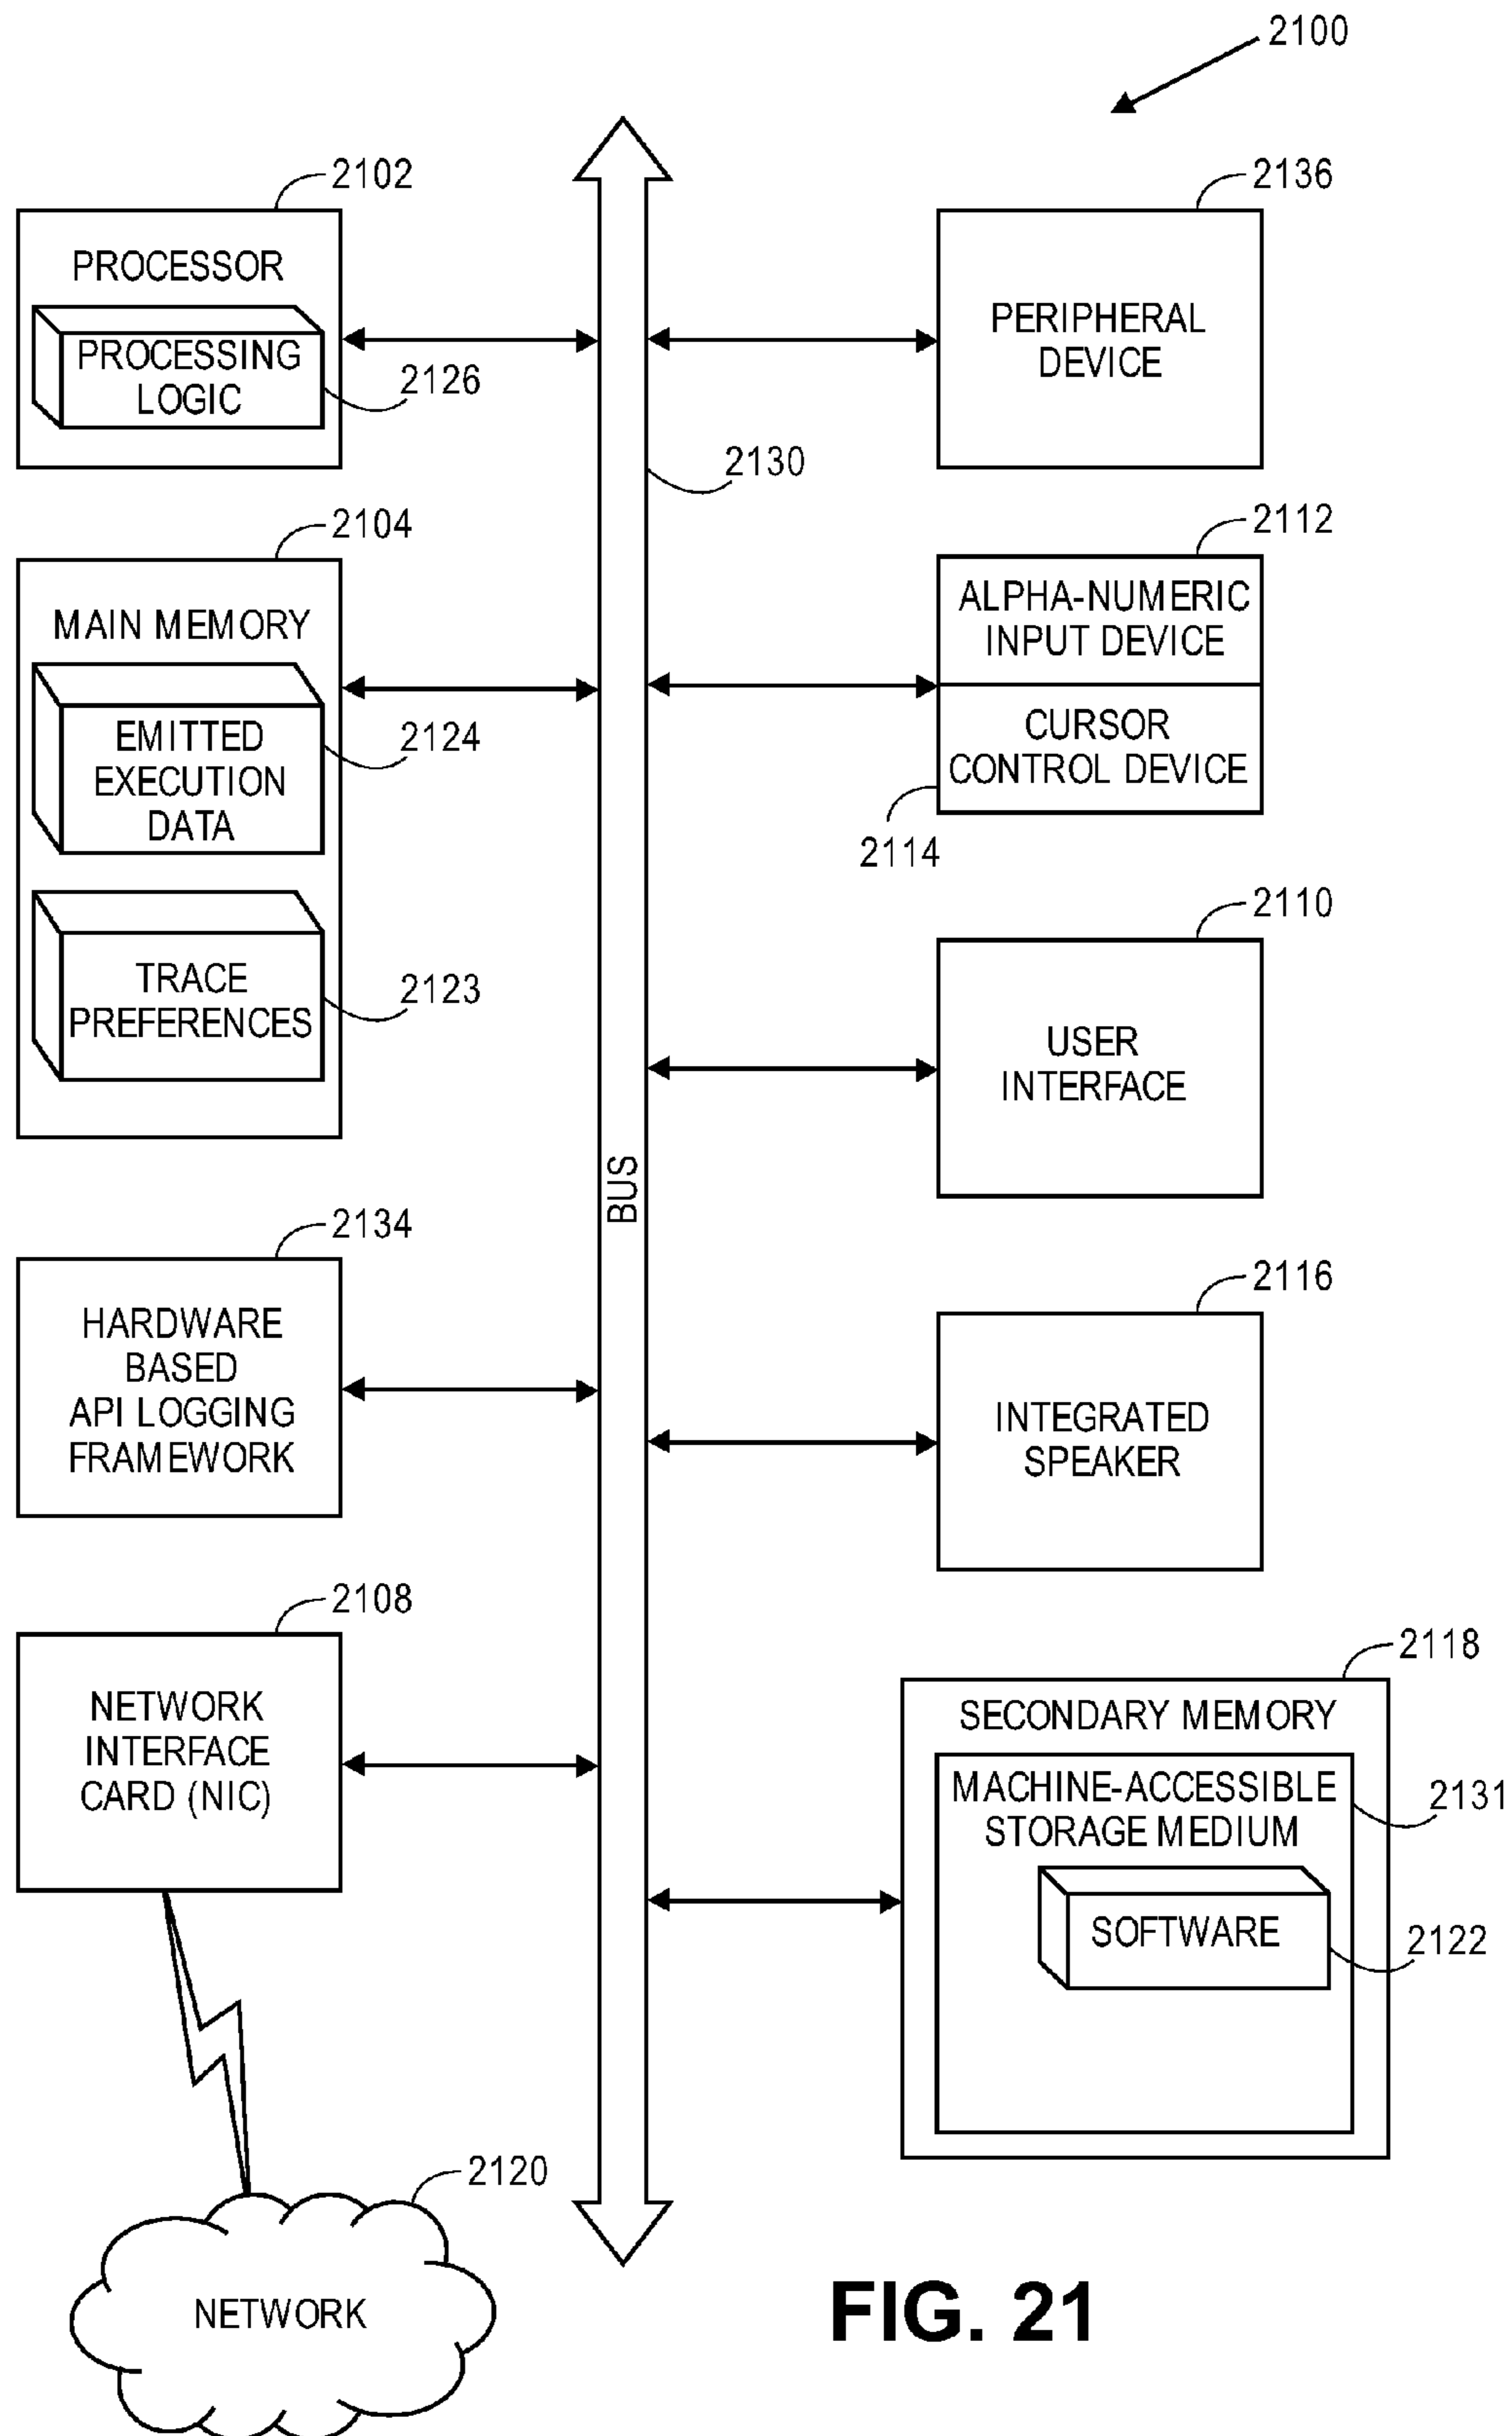 2100
2102
PROCESSOR
PROCESSING
LOGIC
2126
2104
MAIN MEMORY
EMITTED
EXECUTION
DATA
2124
TRACE
PREFERENCES
2123
2134
HARDWARE
BASED
API LOGGING
FRAMEWORK
2108
NETWORK
INTERFACE
CARD (NIC)
2120
NETWORK
2130
BUS
2136
PERIPHERAL
DEVICE
2112
ALPHA-NUMERIC
INPUT DEVICE
CURSOR
CONTROL DEVICE
2114
2110
USER
INTERFACE
2116
INTEGRATED
SPEAKER
2118
SECONDARY MEMORY
MACHINE-ACCESSIBLE
STORAGE MEDIUM
2131
SOFTWARE
2122
FIG. 21